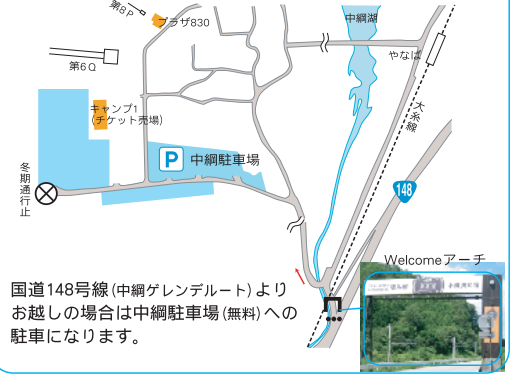 第8P
プラザ830
中綱湖
やなば
第6Q
大糸線
キャンプ1
(チケット売場)
P 中綱駐車場
冬期通行止
148
Welcomeアーチ
国道148号線(中綱ゲレンデルート)より
お越しの場合は中綱駐車場(無料)への
駐車になります。